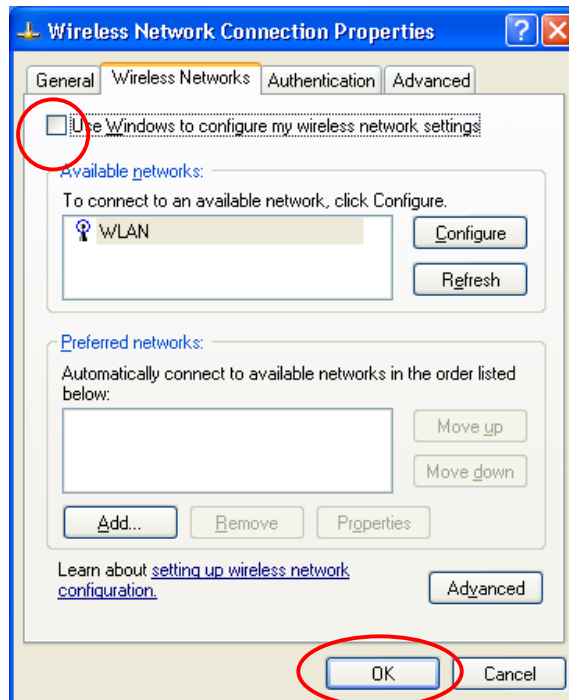 Wireless Network Connection Properties
General Wireless Networks Authentication Advanced
Use Windows to configure my wireless network settings
Available networks:
To connect to an available network, click Configure.
WLAN
Configure
Refresh
Preferred networks:
Automatically connect to available networks in the order listed
below:
Move up
Move down
Add... Remove Properties
Learn about setting up wireless network
configuration.
Advanced
OK Cancel